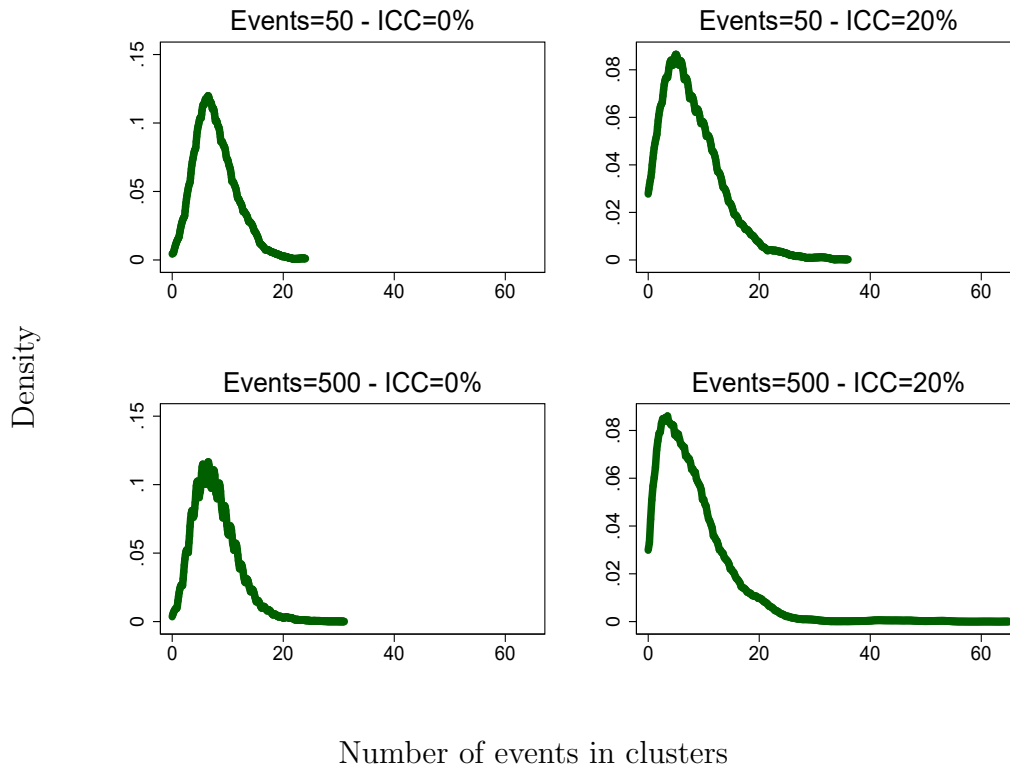 Events=50 - ICC=0%
Events=50 - ICC=20%
.15
.1
.05
0
0 20 40 60
.08
.06
.04
.02
0
0 20 40 60
Density
Events=500 - ICC=0%
Events=500 - ICC=20%
.15
.1
.05
0
0 20 40 60
.08
.06
.04
.02
0
0 20 40 60
Number of events in clusters